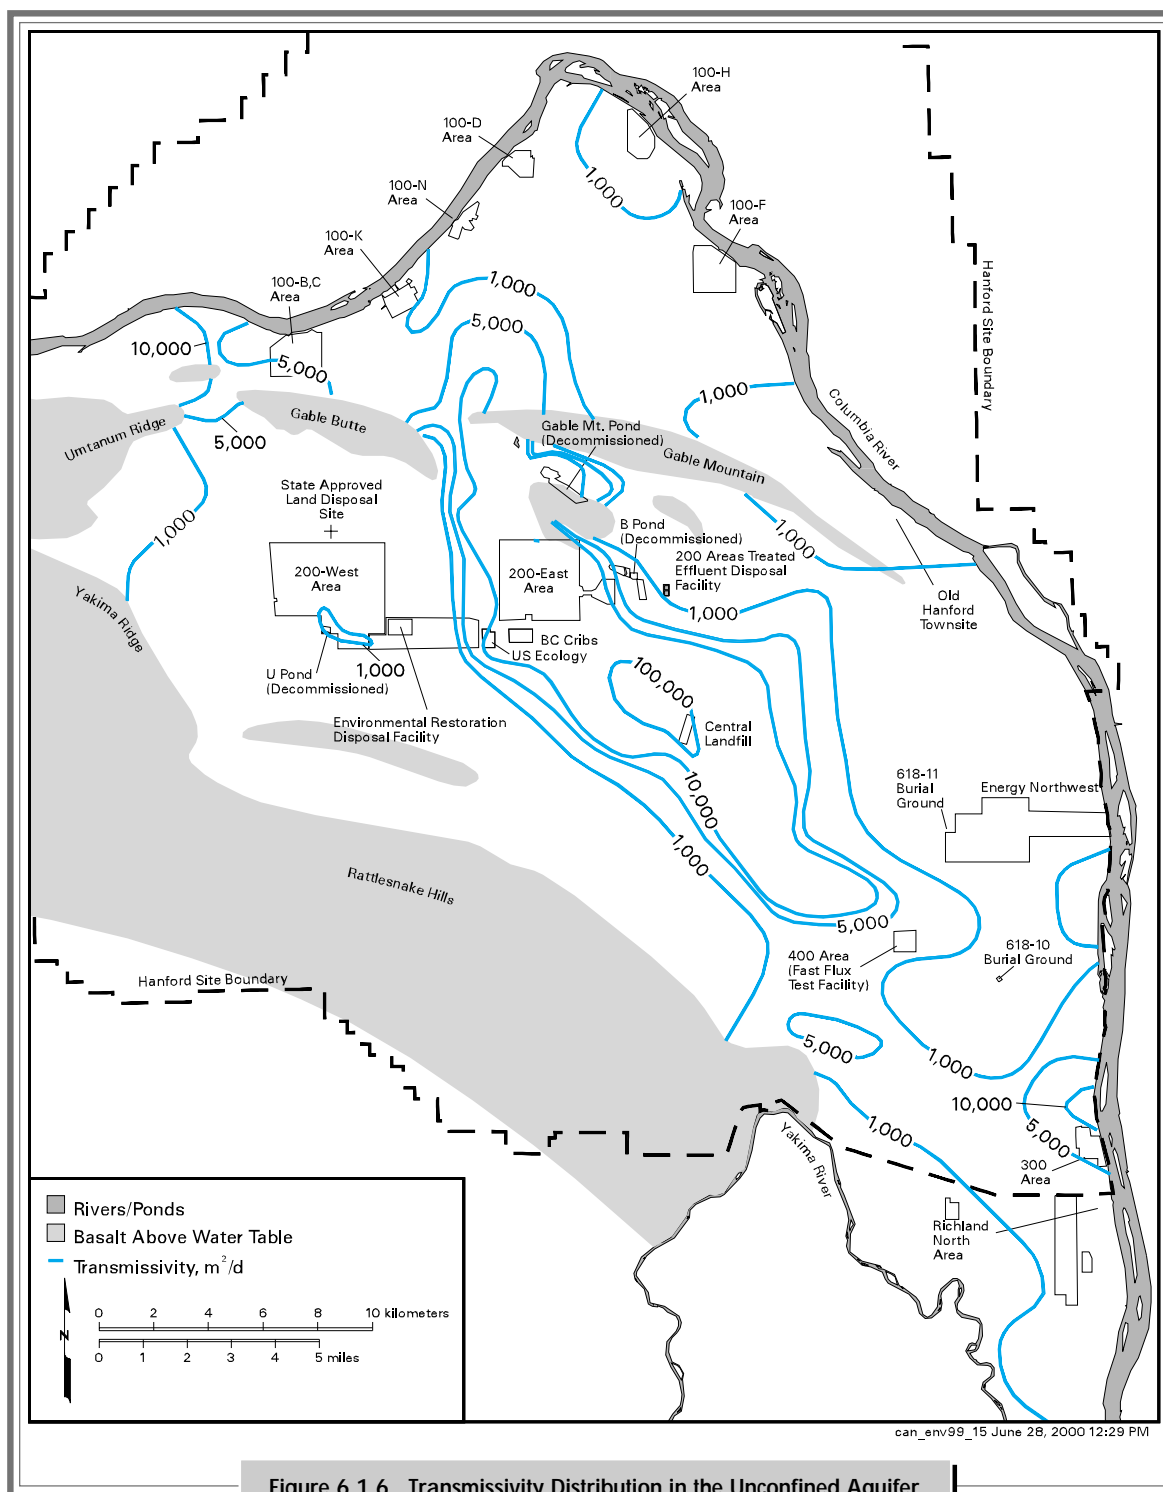 100-H
Area
100-D
Area
1,000
100-N
Area
100-F
Area
100-K
Area
Hanford Site Boundary
100-B,C
Area
1,000
5,000
10,000
5,000
1,000
Columbia River
Gable Butte
Umtanum Ridge
5,000
Gable Mt. Pond
(Decommissioned)
Gable Mountain
State Approved
Land Disposal
Site
1,000
1,000
B Pond
(Decommissioned)
200 Areas Treated
Effluent Disposal
Facility
200-West
Area
200-East
Area
Old
Hanford
Townsite
Yakima Ridge
1,000
BC Cribs
US Ecology
1,000
U Pond
(Decommissioned)
100,000
Environmental Restoration
Disposal Facility
Central
Landfill
618-11
Burial
Ground
Energy Northwest
10,000
1,000
Rattlesnake Hills
5,000
400 Area
(Fast Flux
Test Facility)
618-10
Burial Ground
Hanford Site Boundary
5,000
1,000
10,000
1,000
5,000
300
Area
Yakima River
Richland
North
Area
Rivers/Ponds
Basalt Above Water Table
Transmissivity, m2/d
N
0 2 4 6 8 10 kilometers
0 1 2 3 4 5 miles
can_env99_15 June 28, 2000 12:29 PM
Figure 6.1.6. Transmissivity Distribution in the Unconfined Aquifer